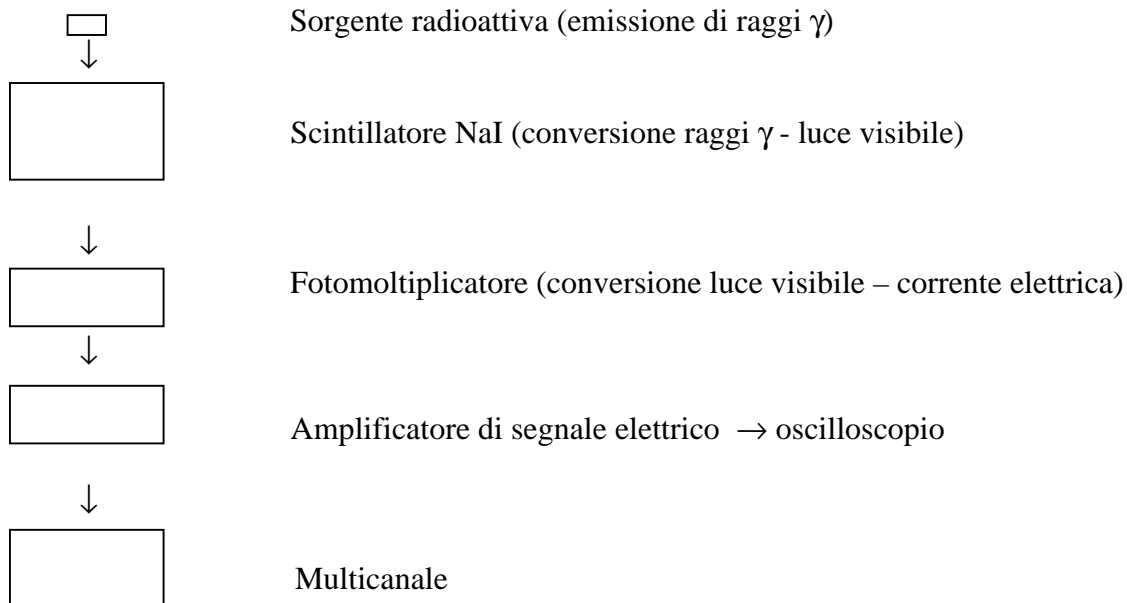 Sorgente radioattiva (emissione di raggi γ)
Scintillatore NaI (conversione raggi γ - luce visibile)
Fotomoltiplicatore (conversione luce visibile – corrente elettrica)
Amplificatore di segnale elettrico → oscilloscopio
Multicanale